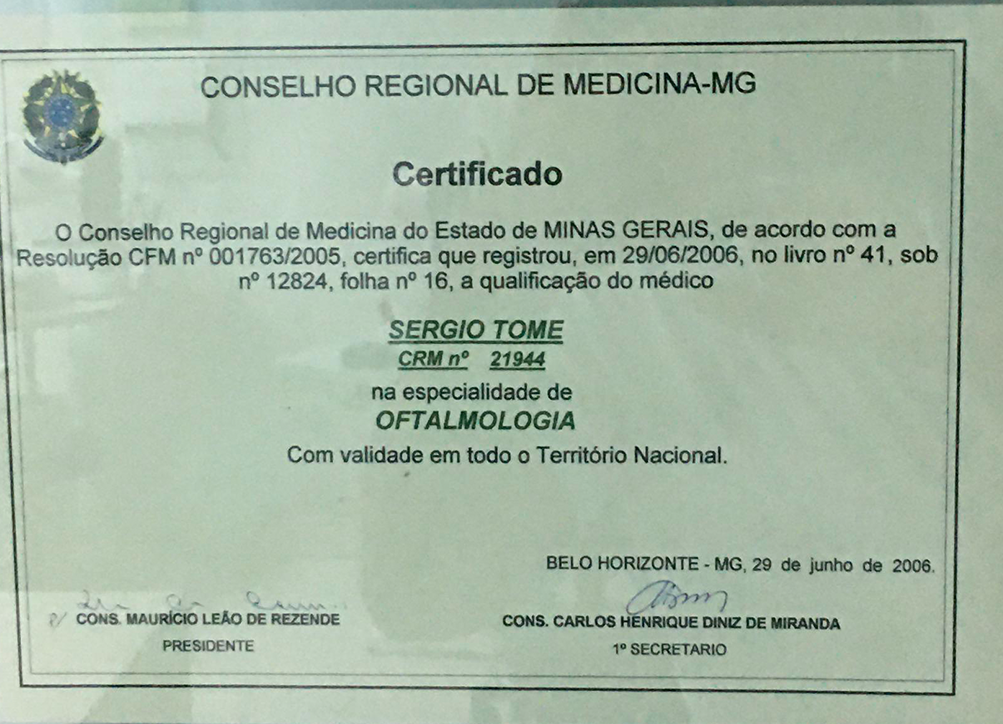 CONSELHO REGIONAL DE MEDICINA-MG
Certificado
O Conselho Regional de Medicina do Estado de MINAS GERAIS, de acordo com a
Resolução CFM nº 001763/2005, certifica que registrou, em 29/06/2006, no livro nº 41, sob
nº 12824, folha nº 16, a qualificação do médico
SERGIO TOME
CRM nº 21944
na especialidade de
OFTALMOLOGIA
Com validade em todo o Território Nacional.
BELO HORIZONTE - MG, 29 de junho de 2006.
CONS. MAURÍCIO LEÃO DE REZENDE
PRESIDENTE
CONS. CARLOS HENRIQUE DINIZ DE MIRANDA
1º SECRETARIO